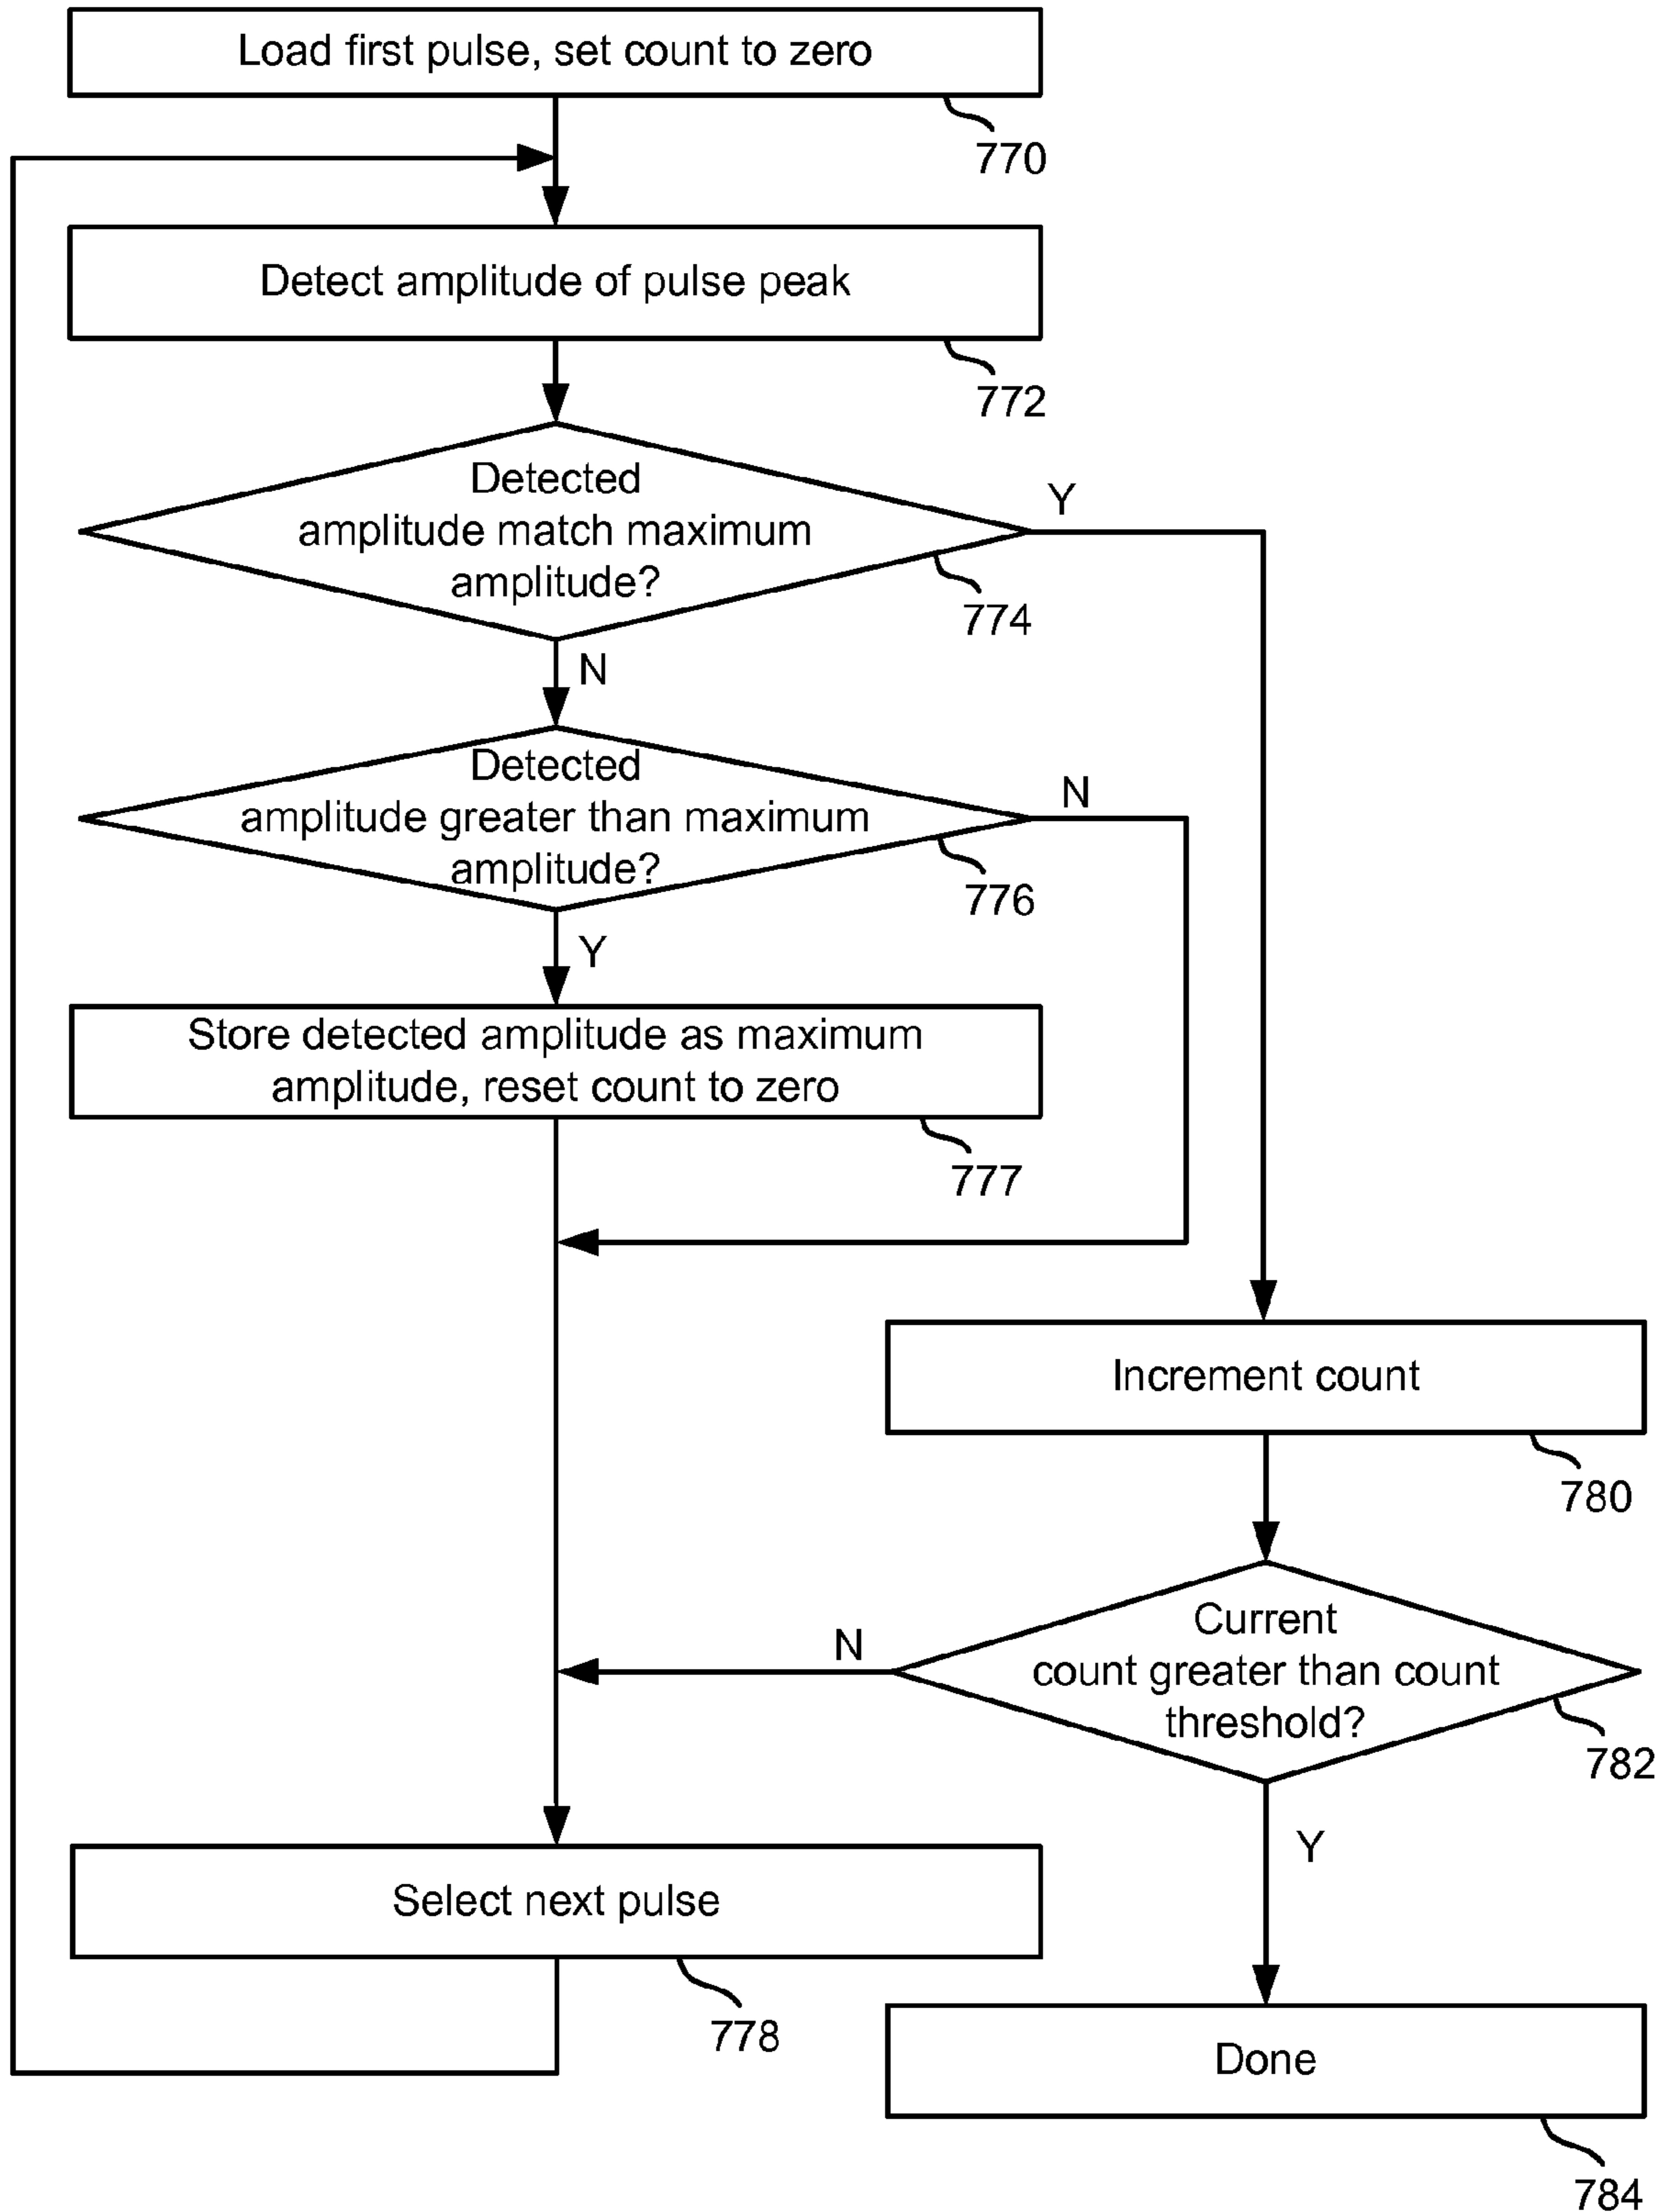 Load first pulse, set count to zero
770
Detect amplitude of pulse peak
772
Detected
amplitude match maximum
amplitude?
Y
774
N
Detected
amplitude greater than maximum
amplitude?
N
776
Y
Store detected amplitude as maximum
amplitude, reset count to zero
777
Increment count
780
Current
count greater than count
threshold?
N
782
Y
Select next pulse
778
Done
784